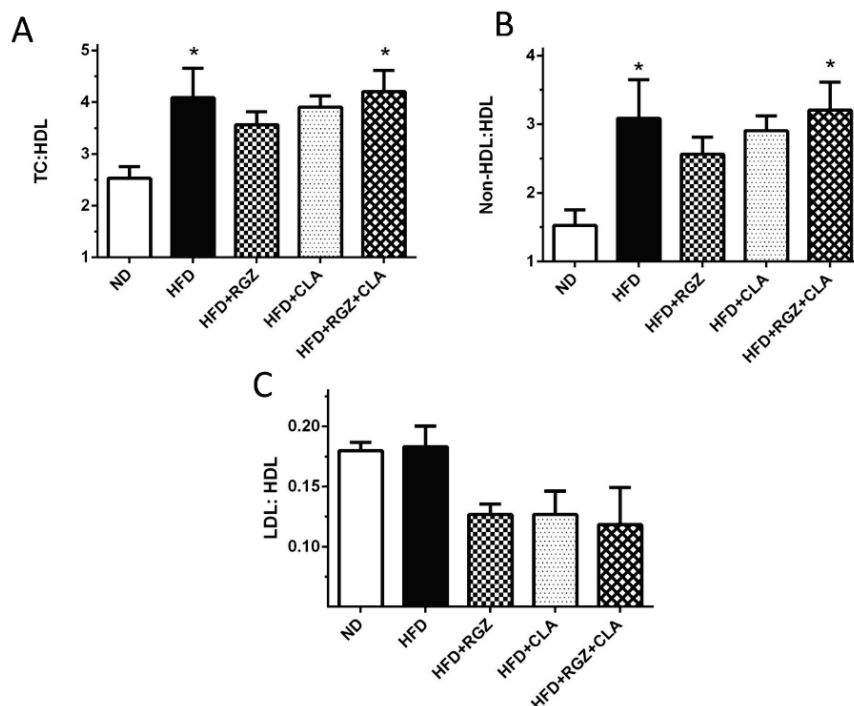 A
TC:HDL
5
4
3
2
1
*
*
ND
HFD
HFD+RGZ
HFD+CLA
HFD+RGZ+CLA
B
Non-HDL:HDL
4
3
2
1
*
*
ND
HFD
HFD+RGZ
HFD+CLA
HFD+RGZ+CLA
C
LDL: HDL
0.20
0.15
0.10
ND
HFD
HFD+RGZ
HFD+CLA
HFD+RGZ+CLA